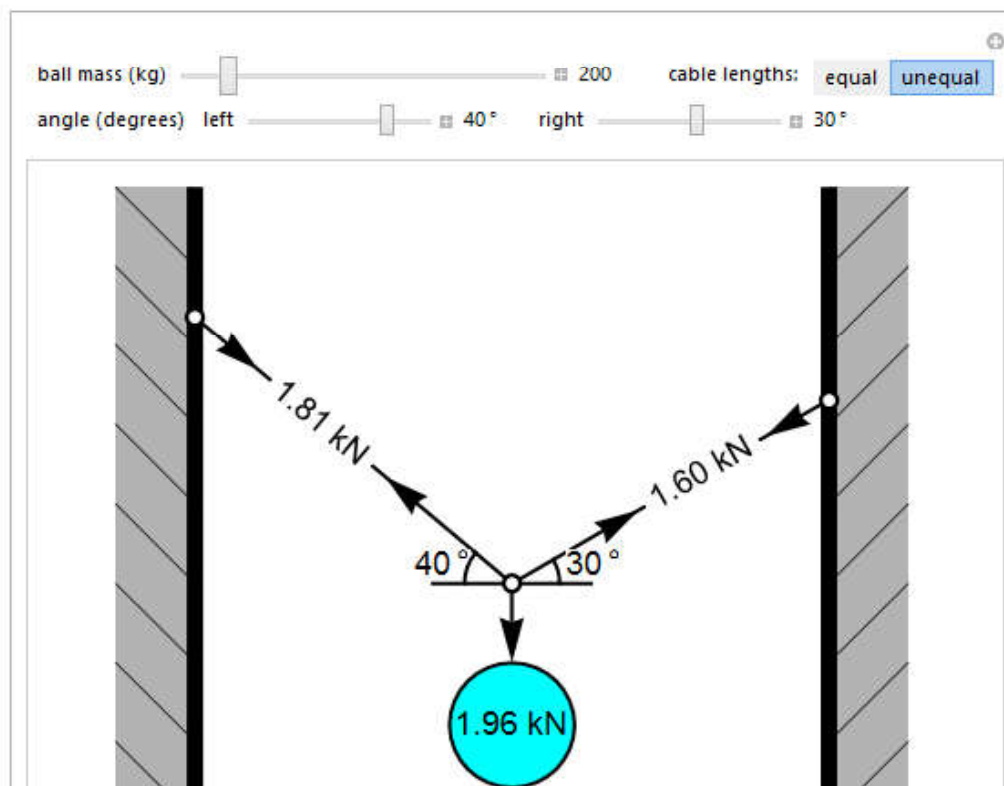 ball mass (kg) 200 cable lengths: equal unequal
angle (degrees) left 40° right 30°
1.81 kN
1.60 kN
40° 30°
1.96 kN